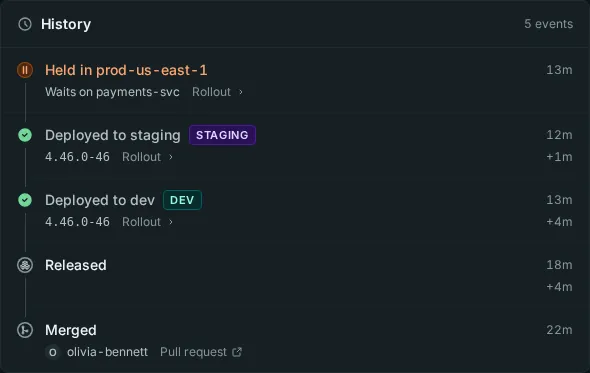 History 5 events
Held in prod-us-east-1 13m
Waits on payments-svc Rollout ›
Deployed to staging STAGING 12m
4.46.0-46 Rollout › +1m
Deployed to dev DEV 13m
4.46.0-46 Rollout › +4m
Released 18m
+4m
Merged 22m
O olivia-bennett Pull request